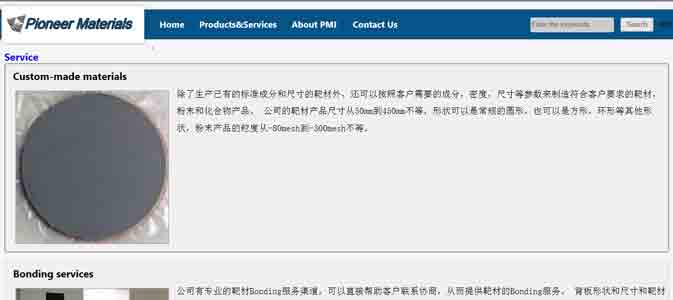 Pioneer Materials
Home Products&Services About PMI Contact Us Enter the keywords Search
Service
Custom-made materials
除了生产已有的标准成分和尺寸的靶材外，还可以按照客户需要的成分，密度，尺寸等参数来制造符合客户要求的靶材，
粉末和化合物产品。 公司的靶材产品尺寸从50mm到450mm不等，形状可以是常规的圆形，也可以是方形，环形等其他形
状，粉末产品的粒度从-80mesh到-300mesh不等。
Bonding services
公司有专业的靶材Bonding服务渠道，可以直接帮助客户联系协商，从而提供靶材的Bonding服务。 背板形状和尺寸和靶材